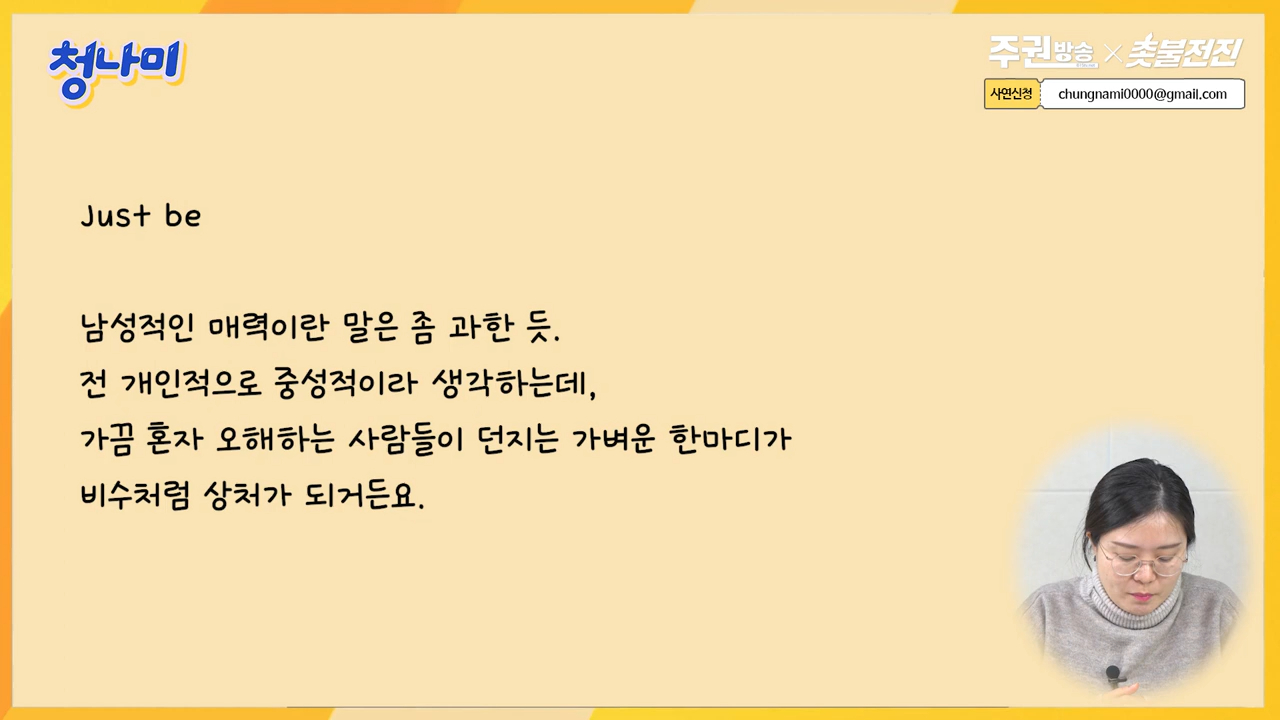 청나미
주권방송 × 촛불전진
사연신청 chungnami0000@gmail.com
Just be
남성적인 매력이란 말은 좀 과한 듯.
전 개인적으로 중성적이라 생각하는데,
가끔 혼자 오해하는 사람들이 던지는 가벼운 한마디가
비수처럼 상처가 되거든요.